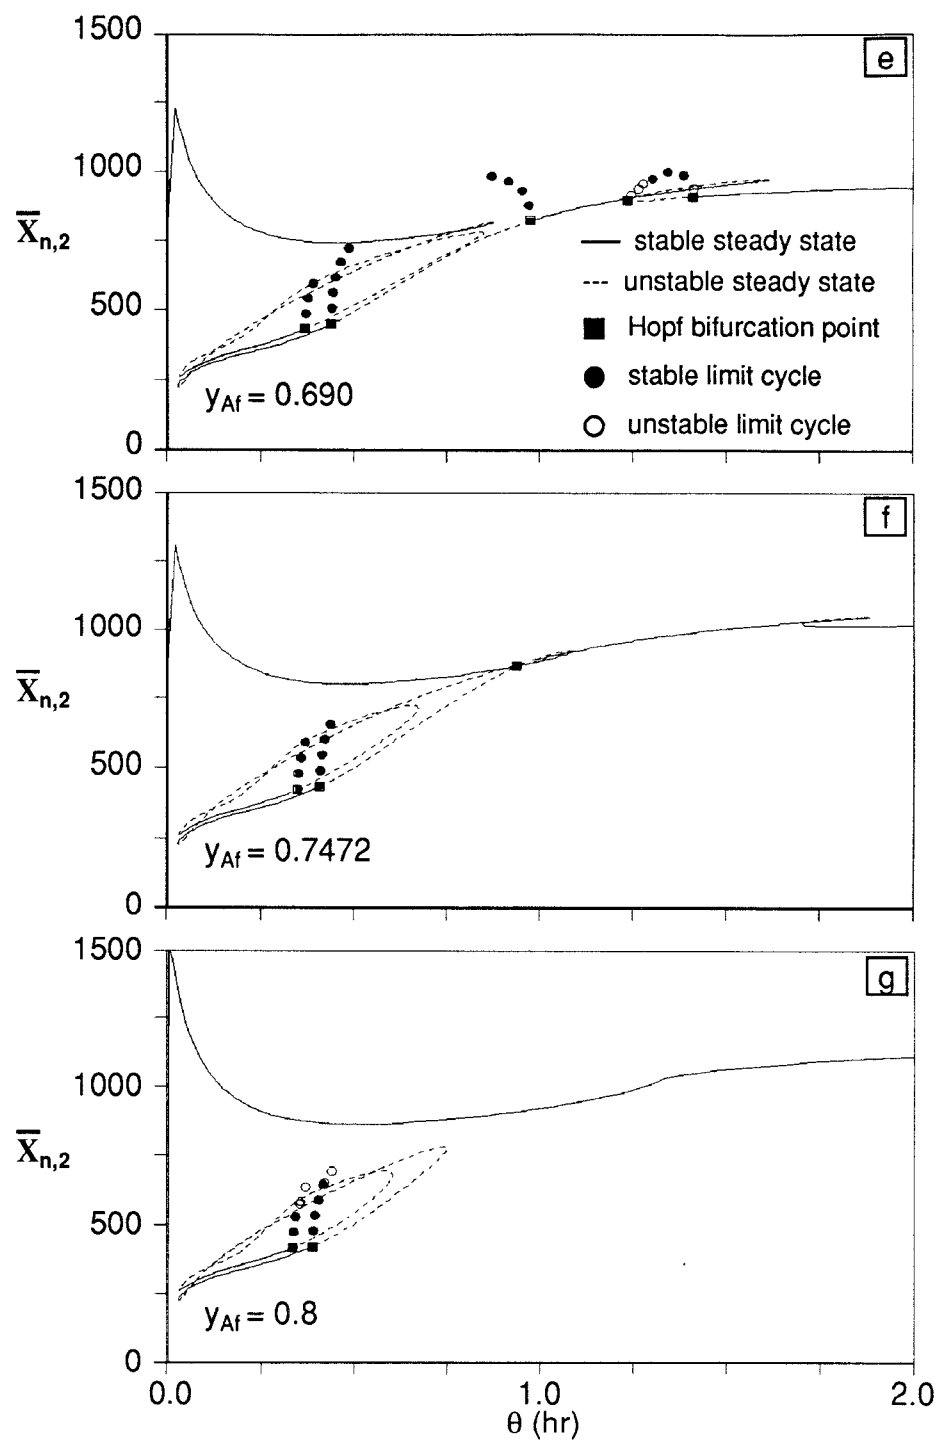 1500
e
1000
X̄n,2
stable steady state
unstable steady state
500
Hopf bifurcation point
stable limit cycle
yAf = 0.690
unstable limit cycle
0
1500
f
1000
X̄n,2
500
yAf = 0.7472
0
1500
g
1000
X̄n,2
500
yAf = 0.8
0
0.0 1.0 2.0
θ (hr)